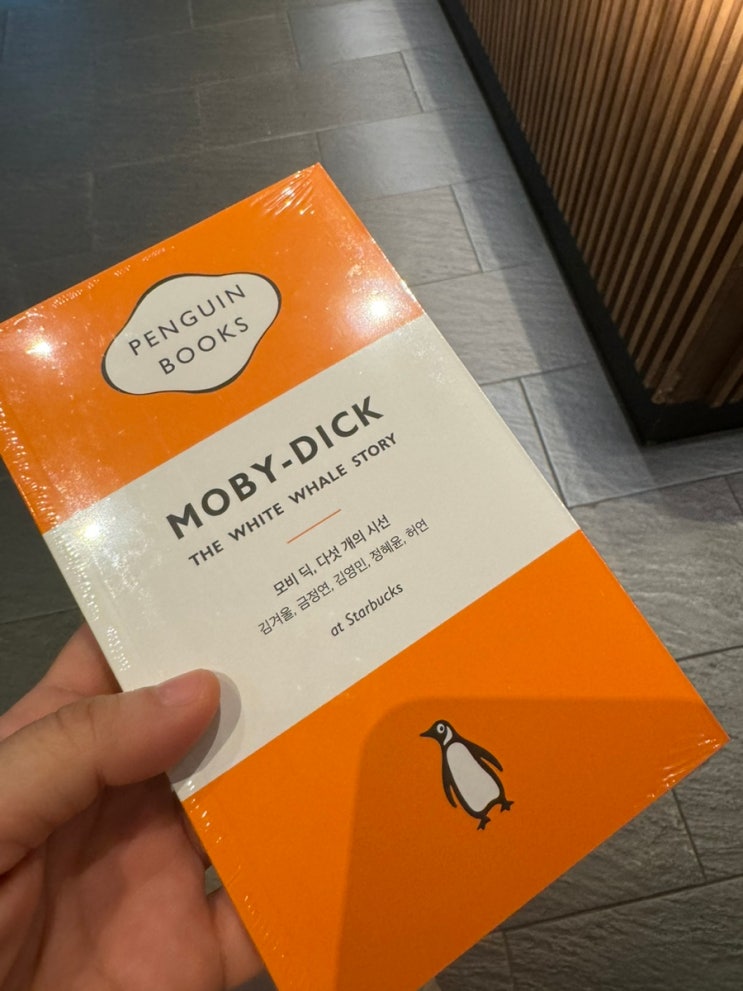 PENGUIN
BOOKS
MOBY-DICK
THE WHITE WHALE STORY
모비 딕, 다섯 개의 시선
김겨울, 금정연, 김영민, 정혜윤, 허연
at Starbucks